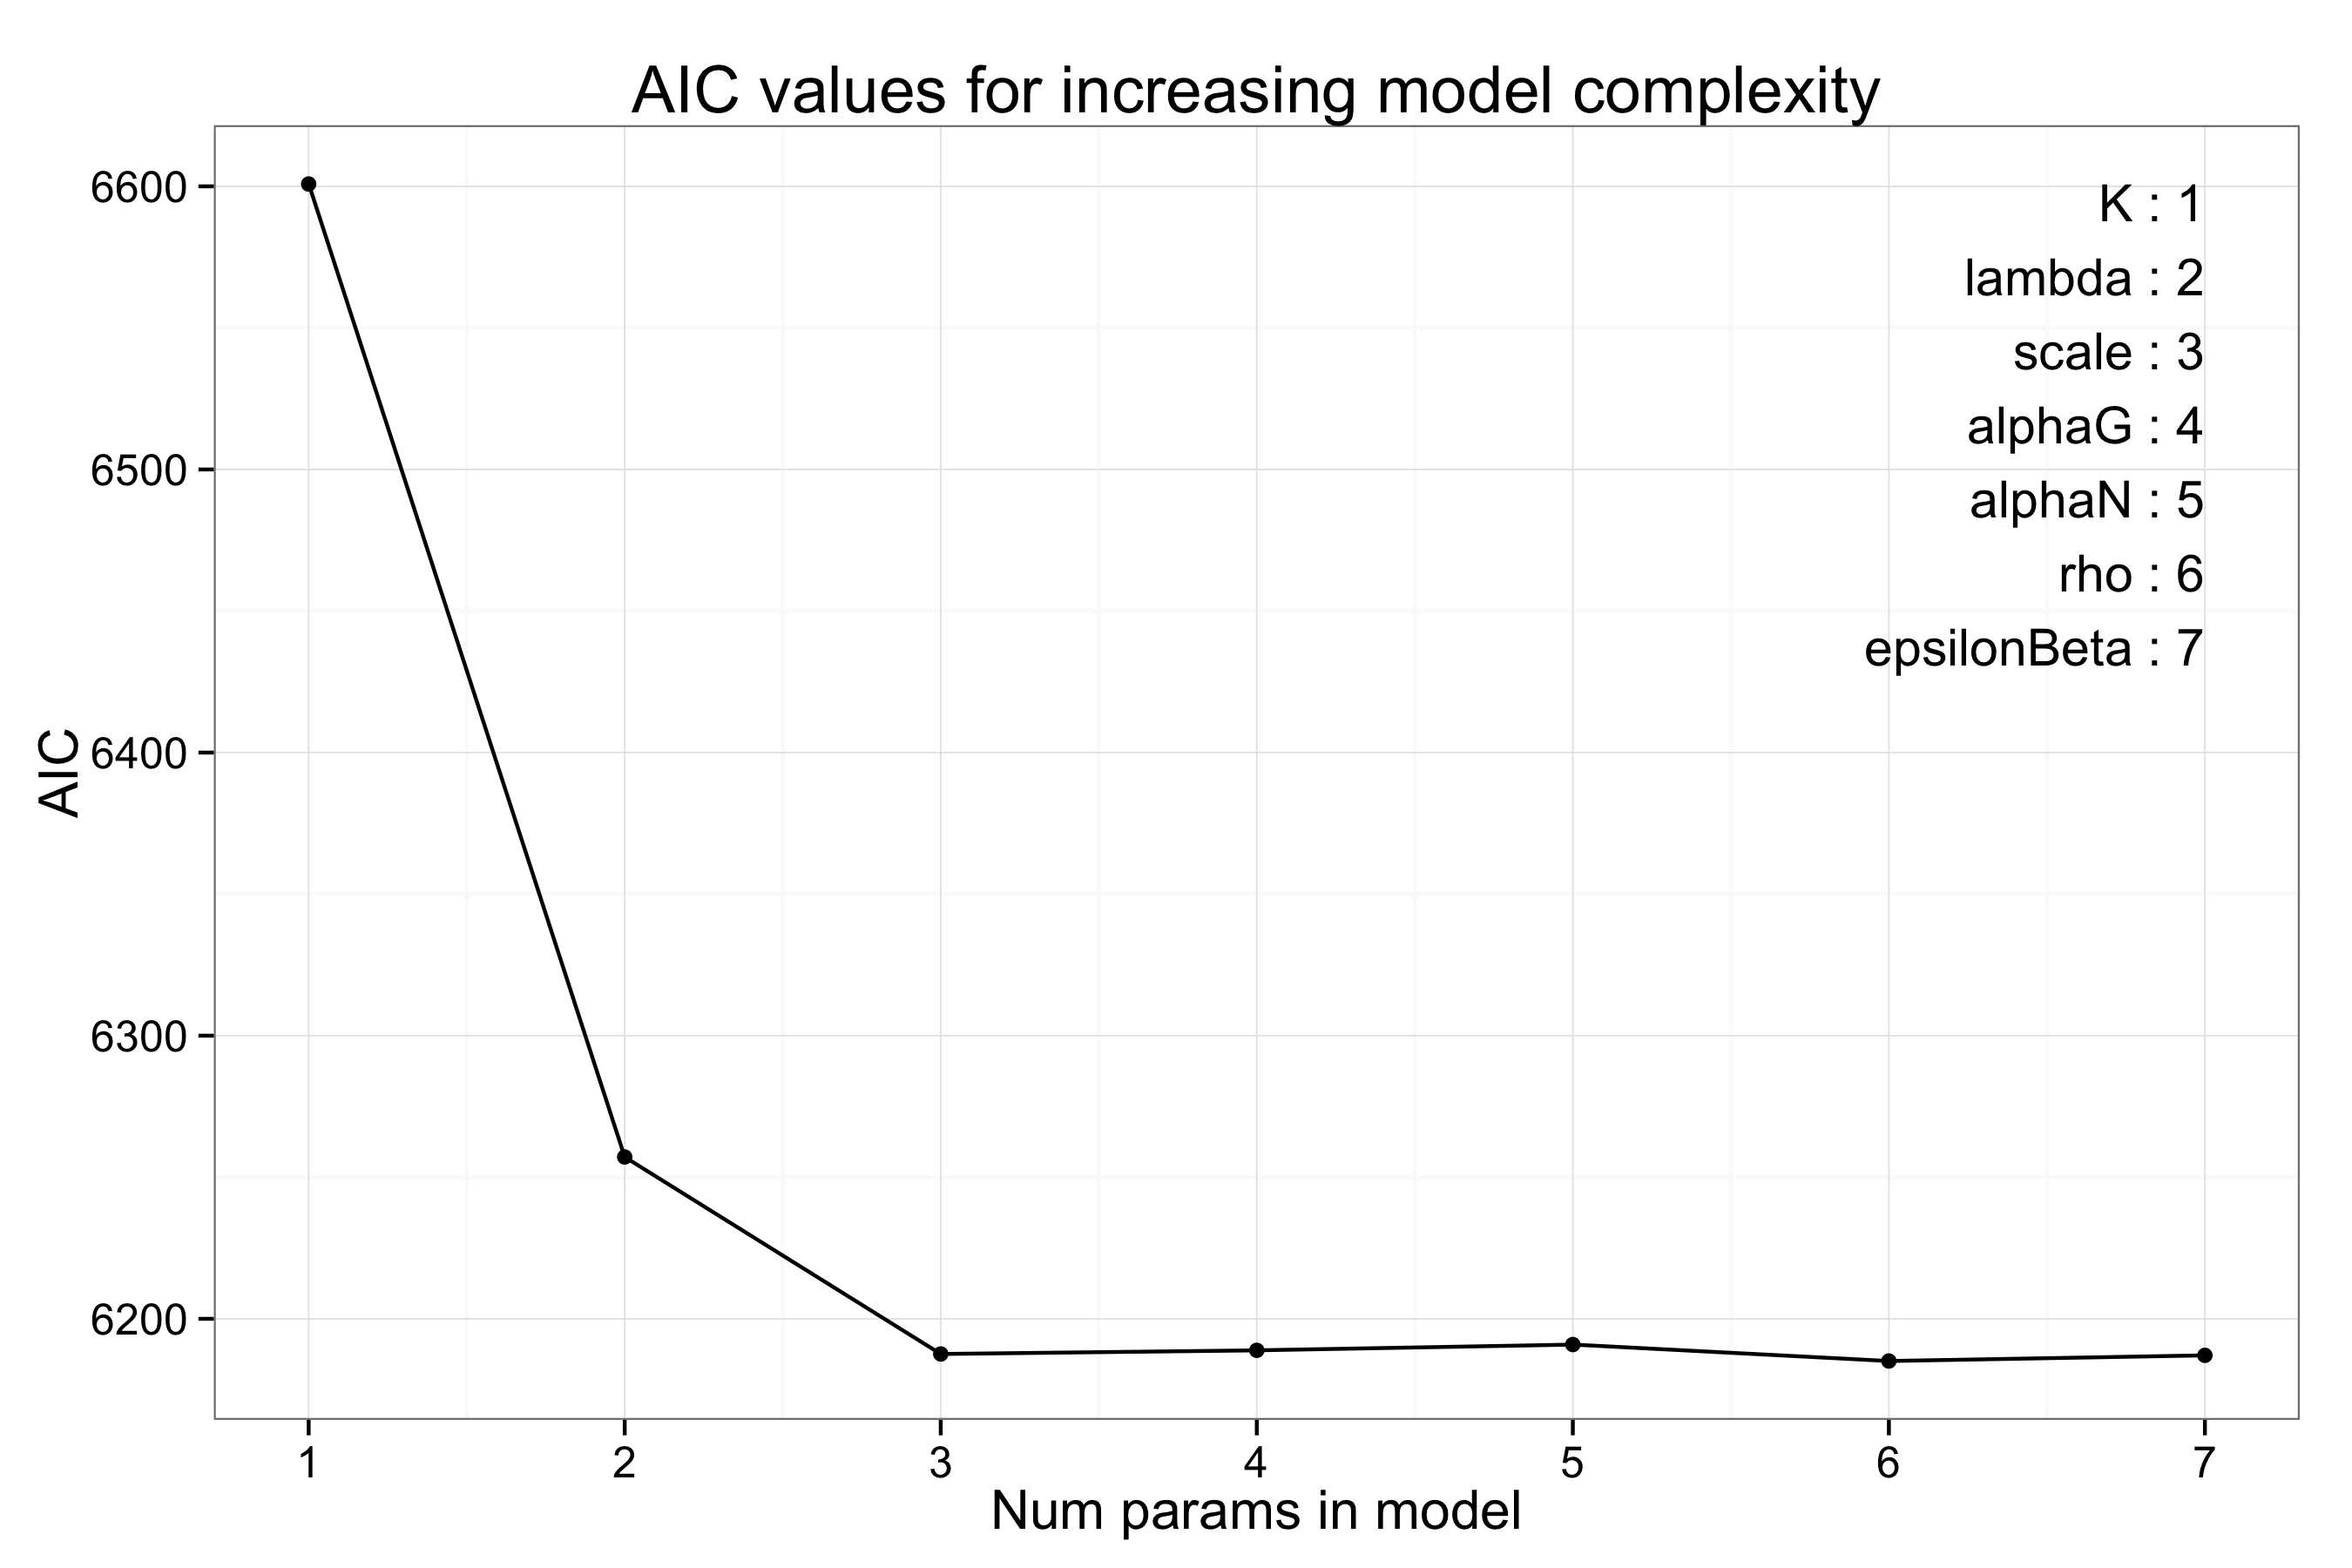 AIC values for increasing model complexity
6600
6500
6400
6300
6200
AIC
K : 1
lambda : 2
scale : 3
alphaG : 4
alphaN : 5
rho : 6
epsilonBeta : 7
1 2 3 4 5 6 7
Num params in model